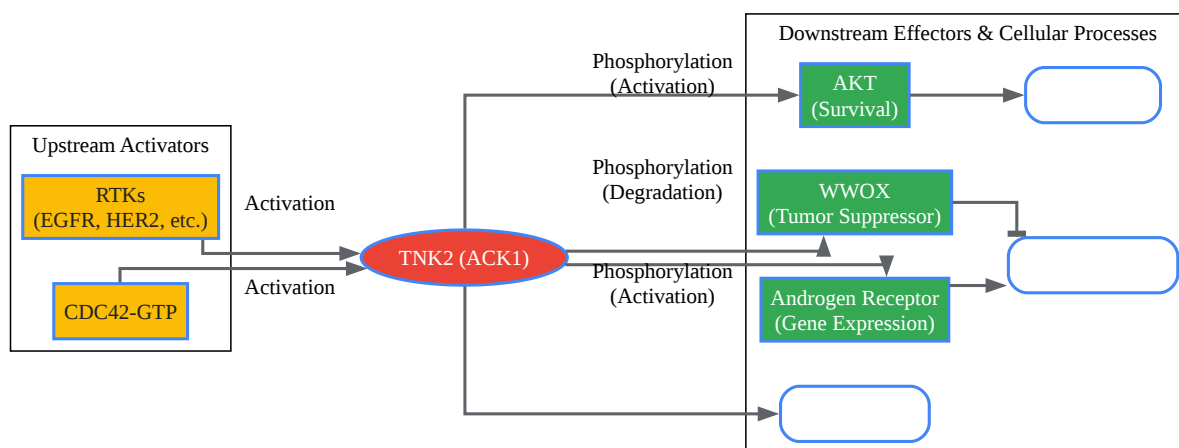 Downstream Effectors & Cellular Processes
Phosphorylation
(Activation)
AKT
(Survival)
Upstream Activators
RTKs
(EGFR, HER2, etc.)
Activation
Phosphorylation
(Degradation)
WWOX
(Tumor Suppressor)
TNK2 (ACK1)
CDC42-GTP
Activation
Phosphorylation
(Activation)
Androgen Receptor
(Gene Expression)